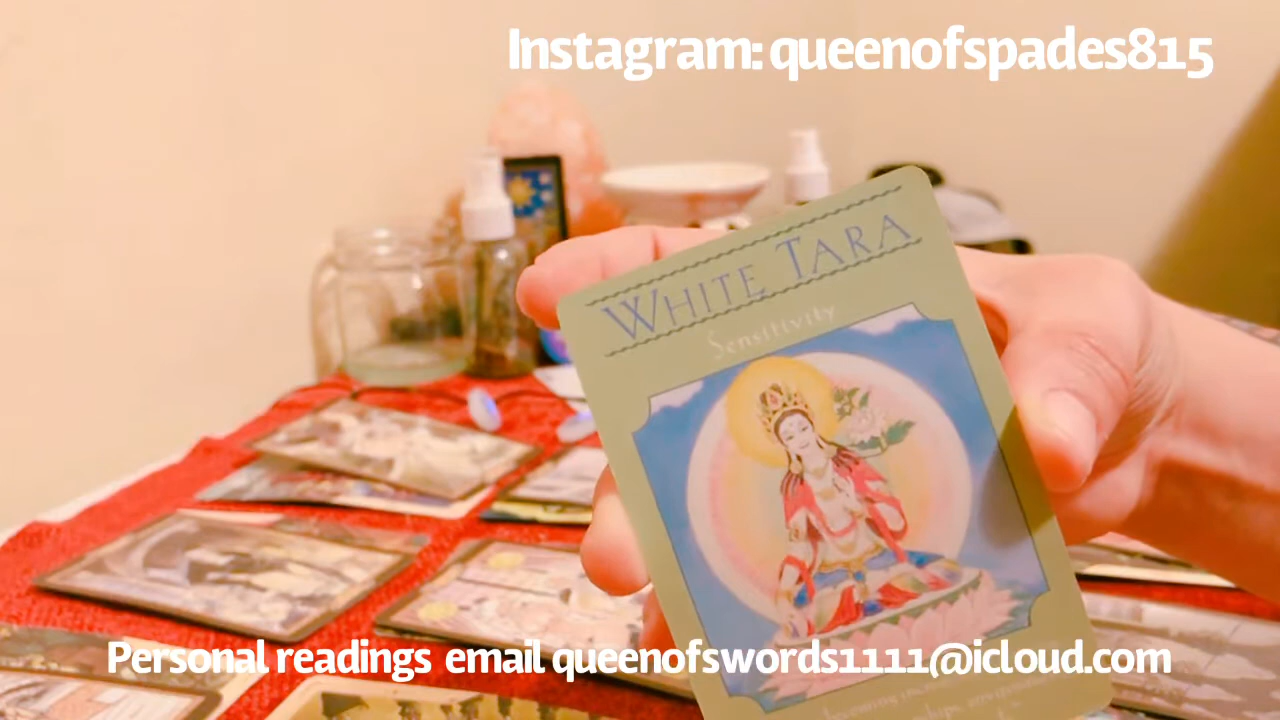 Instagram: queenofspades815
WHITE TARA
Sensitivity
Personal readings email queenofswords1111@icloud.com